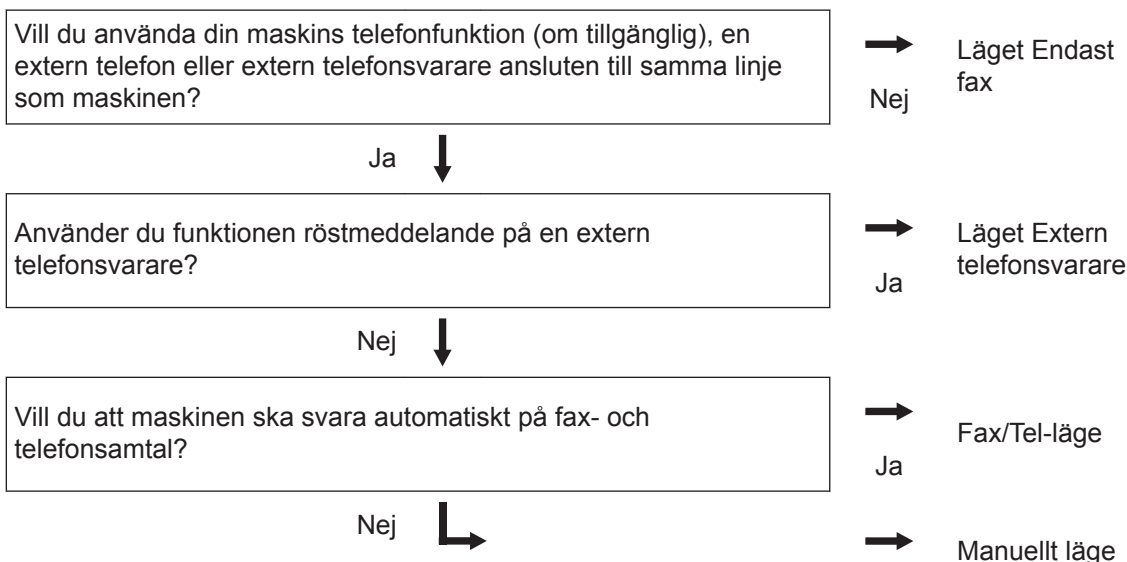 Vill du använda din maskins telefonfunktion (om tillgänglig), en
extern telefon eller extern telefonsvarare ansluten till samma linje
som maskinen?
Nej
Läget Endast
fax
Ja
Använder du funktionen röstmeddelande på en extern
telefonsvarare?
Ja
Läget Extern
telefonsvarare
Nej
Vill du att maskinen ska svara automatiskt på fax- och
telefonsamtal?
Ja
Fax/Tel-läge
Nej
Manuellt läge